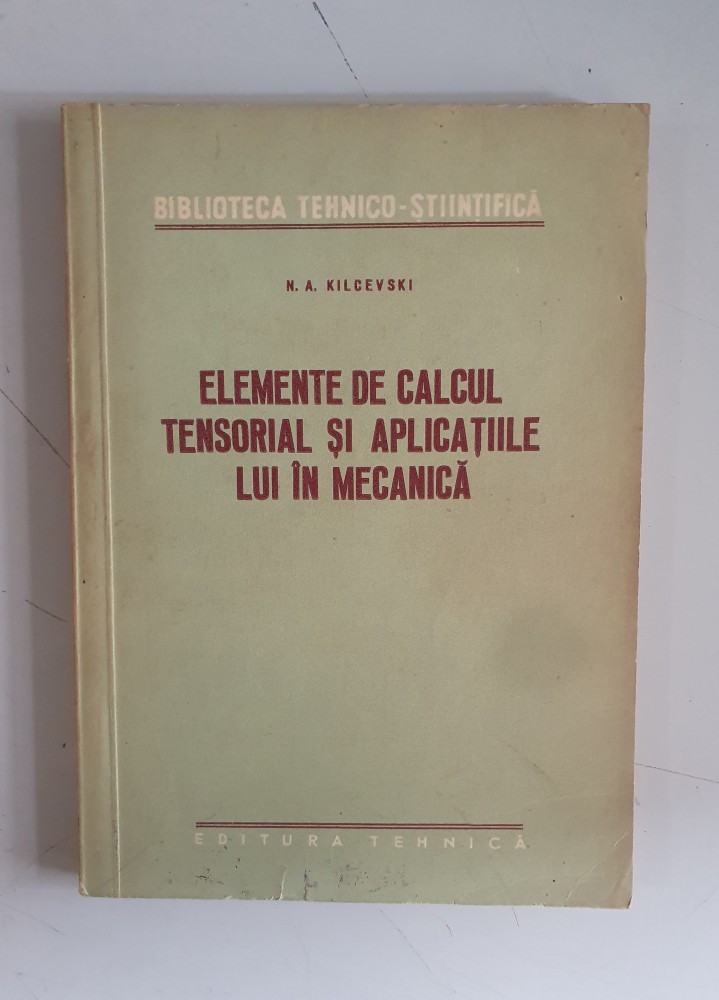 BIBLIOTECA TEHNICO-ȘTIINȚIFICĂ
N. A. KILCEVSKI
ELEMENTE DE CALCUL
TENSORIAL ȘI APLICAȚIILE
LUI ÎN MECANICĂ
EDITURA TEHNICĂ